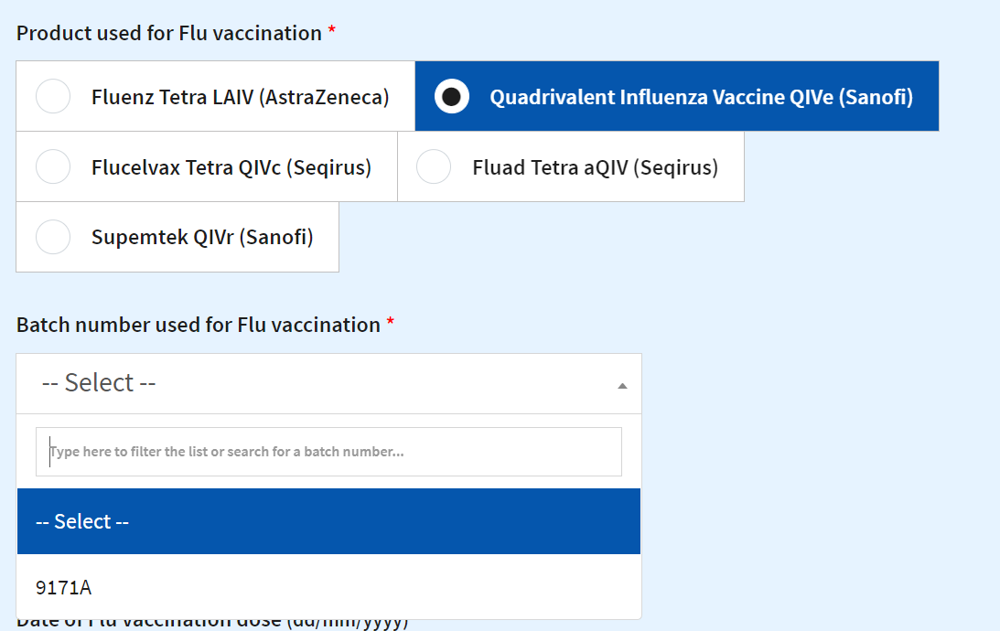 Product used for Flu vaccination *
Fluenz Tetra LAIV (AstraZeneca)
Quadrivalent Influenza Vaccine QIVe (Sanofi)
Flucelvax Tetra QIVc (Seqirus)
Fluad Tetra aQIV (Seqirus)
Supemtek QIVr (Sanofi)
Batch number used for Flu vaccination *
-- Select --
Type here to filter the list or search for a batch number...
-- Select --
9171A
Date of Flu vaccination dose (dd/mm/yyyy)